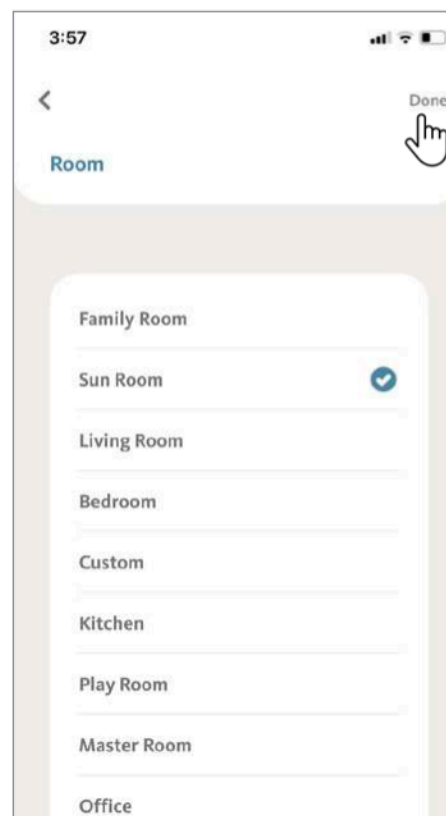 3:57
Done
Room
Family Room
Sun Room
Living Room
Bedroom
Custom
Kitchen
Play Room
Master Room
Office